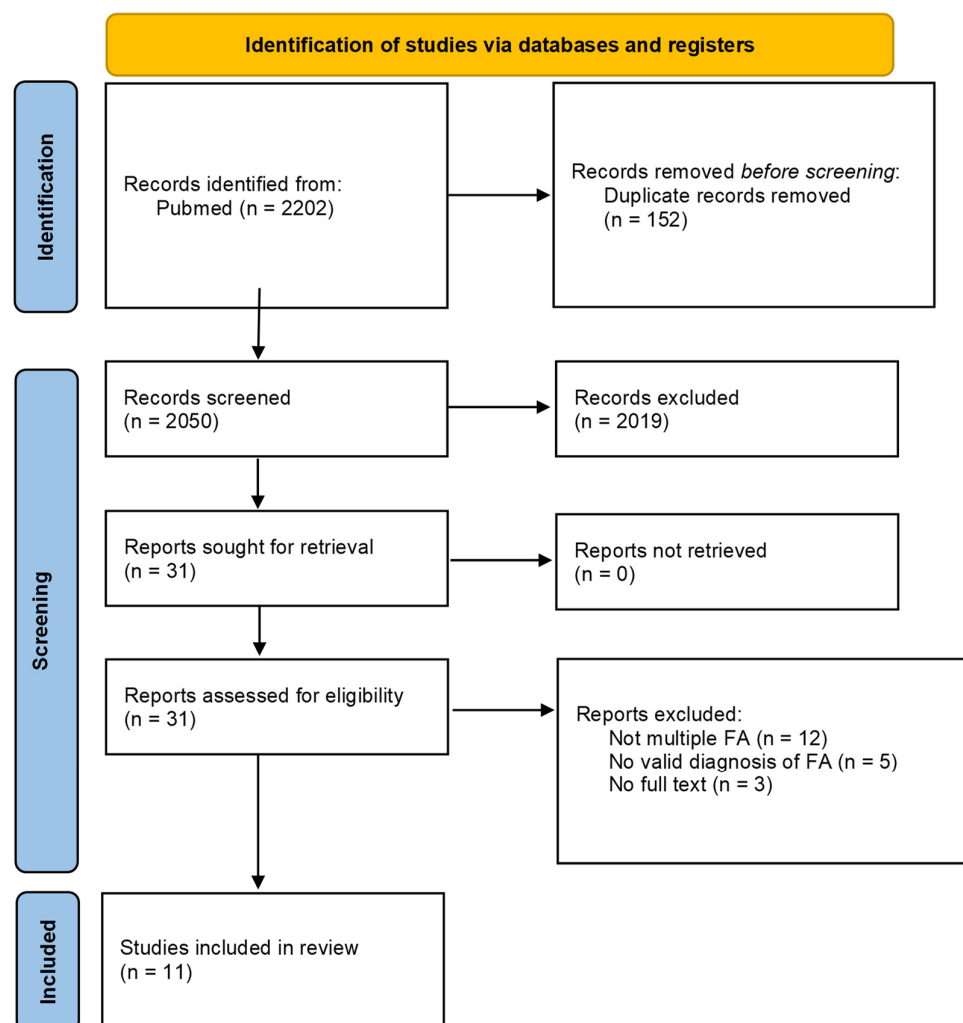 Identification of studies via databases and registers
Identification
Records identified from:
Pubmed (n = 2202)
Records removed before screening:
Duplicate records removed
(n = 152)
Screening
Records screened
(n = 2050)
Records excluded
(n = 2019)
Reports sought for retrieval
(n = 31)
Reports not retrieved
(n = 0)
Reports assessed for eligibility
(n = 31)
Reports excluded:
Not multiple FA (n = 12)
No valid diagnosis of FA (n = 5)
No full text (n = 3)
Included
Studies included in review
(n = 11)